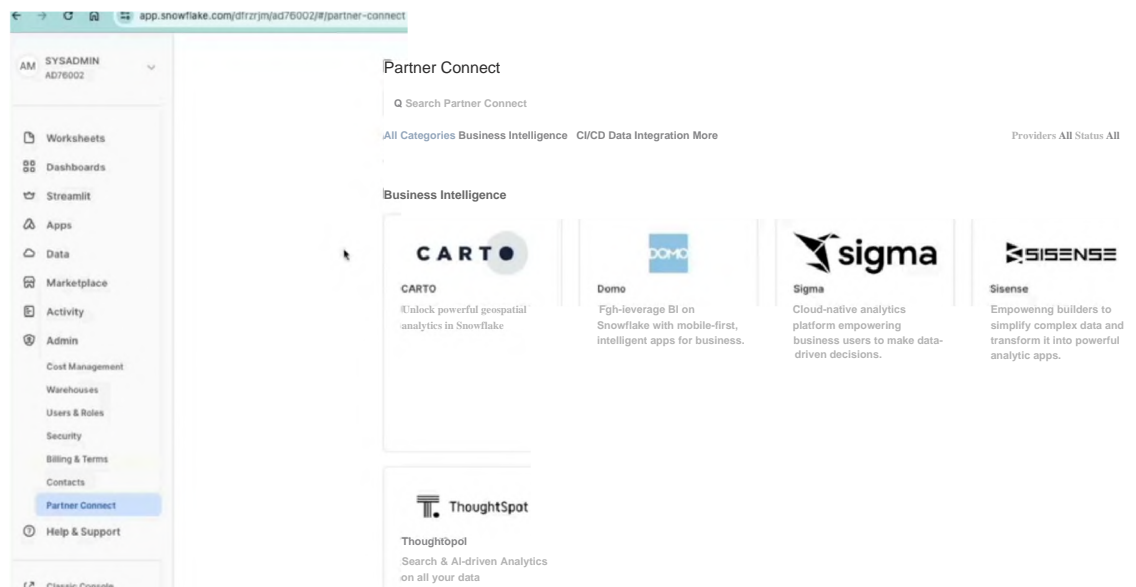 app.snowflake.com/dfrzrjm/ad76002/#/partner-connect
AM SYSADMIN
AD76002
Worksheets
Dashboards
Streamlit
Apps
Data
Marketplace
Activity
Admin
Cost Management
Warehouses
Users & Roles
Security
Billing & Terms
Contacts
Partner Connect
Help & Support
Classic Console
Partner Connect
Q Search Partner Connect
All Categories Business Intelligence CI/CD Data Integration More
Providers All Status All
Business Intelligence
CARTO
CARTO
Unlock powerful geospatial
analytics in Snowflake
DOMO
Domo
Fgh-leverage BI on
Snowflake with mobile-first,
intelligent apps for business.
sigma
Sigma
Cloud-native analytics
platform empowering
business users to make data-
driven decisions.
SISENSE
Sisense
Empowenng builders to
simplify complex data and
transform it into powerful
analytic apps.
ThoughtSpot
Thoughtopol
Search & AI-driven Analytics
on all your data